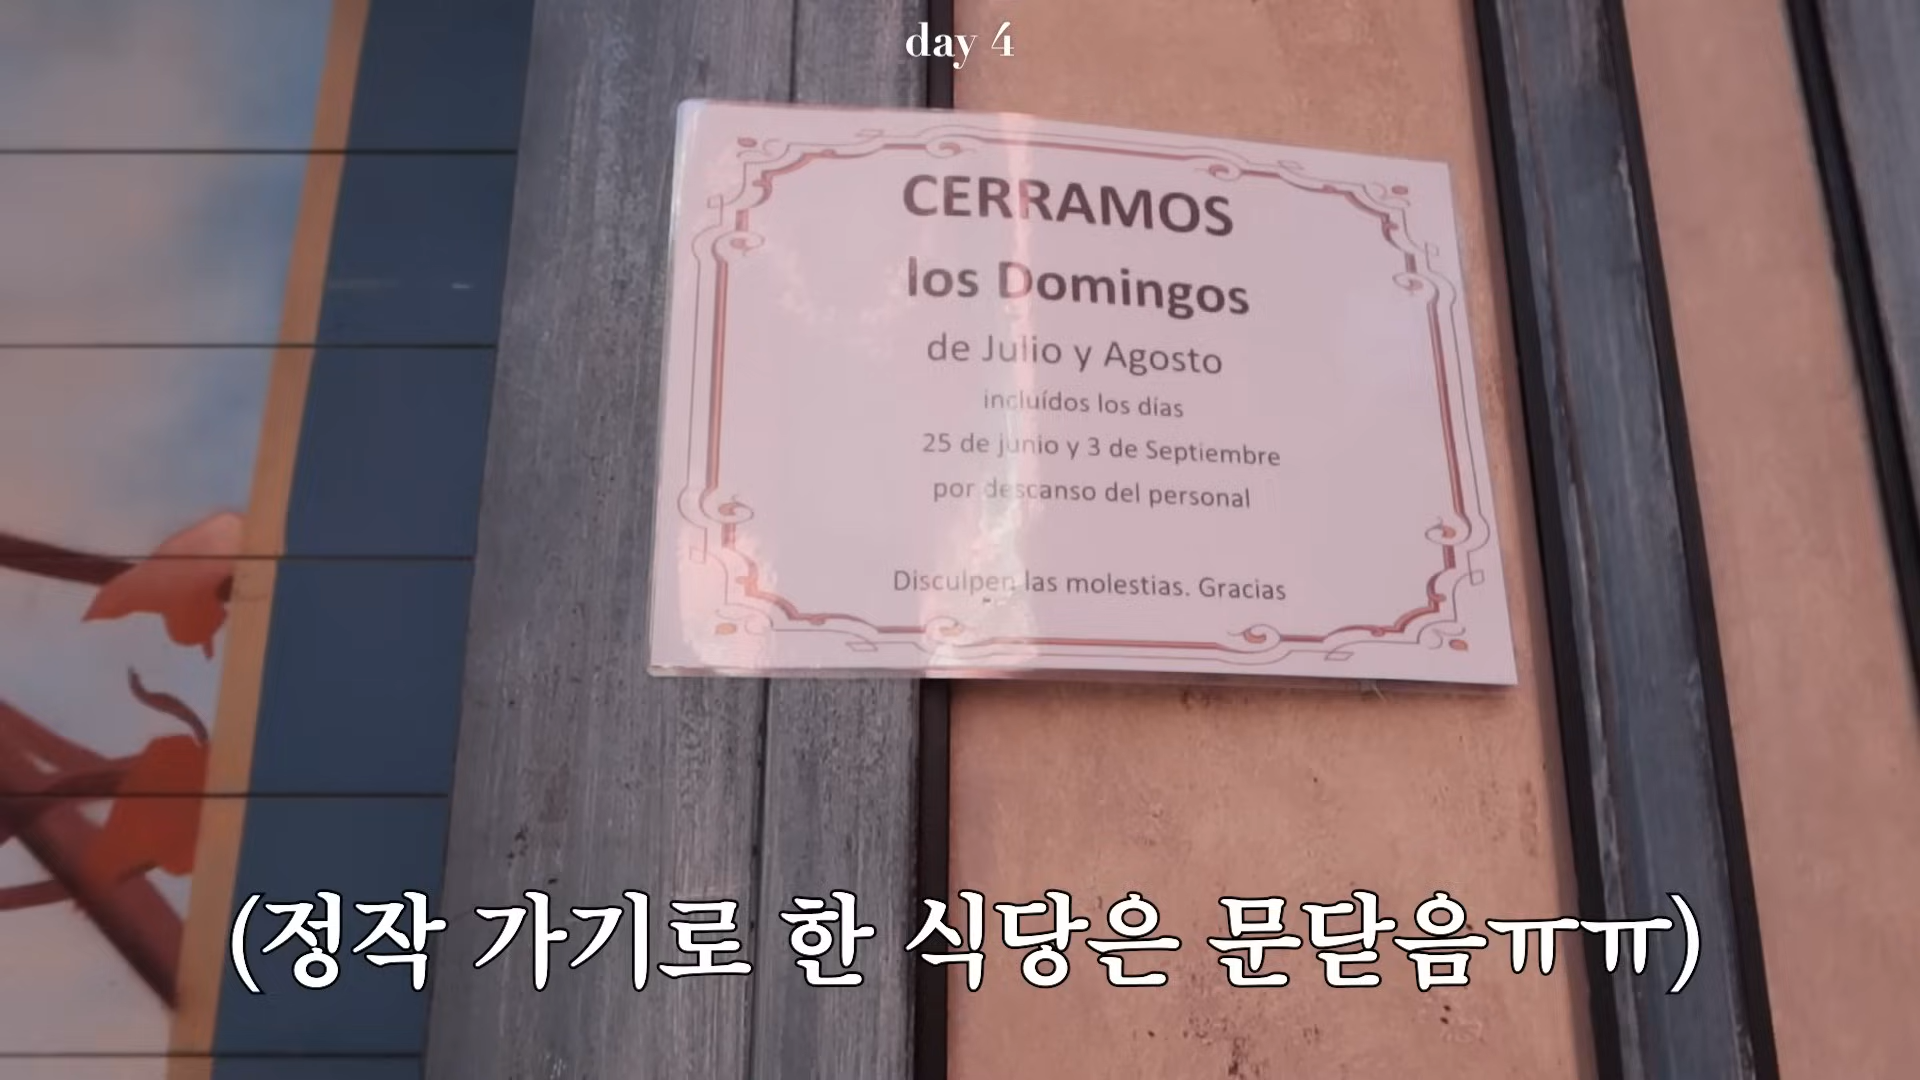 day 4
CERRAMOS
los Domingos
de Julio y Agosto
incluídos los días
25 de junio y 3 de Septiembre
por descanso del personal
Disculpen las molestias. Gracias
(정작 가기로 한 식당은 문닫음ㅠㅠ)